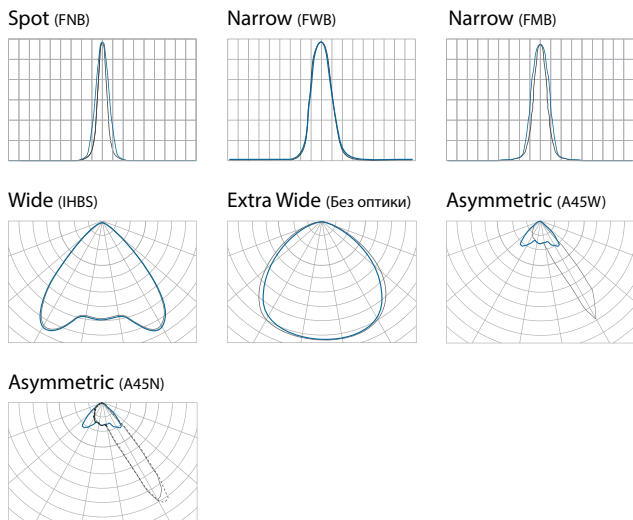 Spot (FNB)
Narrow (FWB)
Narrow (FMB)
Wide (IHBS)
Extra Wide (Без оптики)
Asymmetric (A45W)
Asymmetric (A45N)